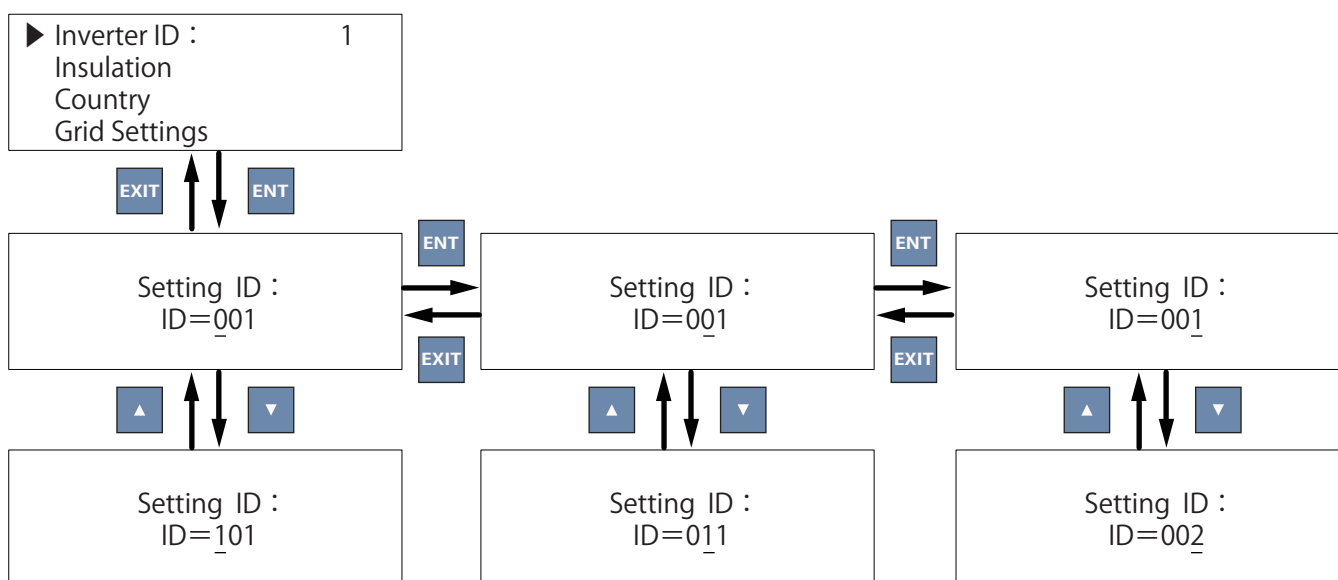 ▶ Inverter ID： 1
Insulation
Country
Grid Settings
EXIT
ENT
ENT
ENT
Setting ID：
ID=001
Setting ID：
ID=001
Setting ID：
ID=001
EXIT
EXIT
▲
▼
▲
▼
▲
▼
Setting ID：
ID=101
Setting ID：
ID=011
Setting ID：
ID=002